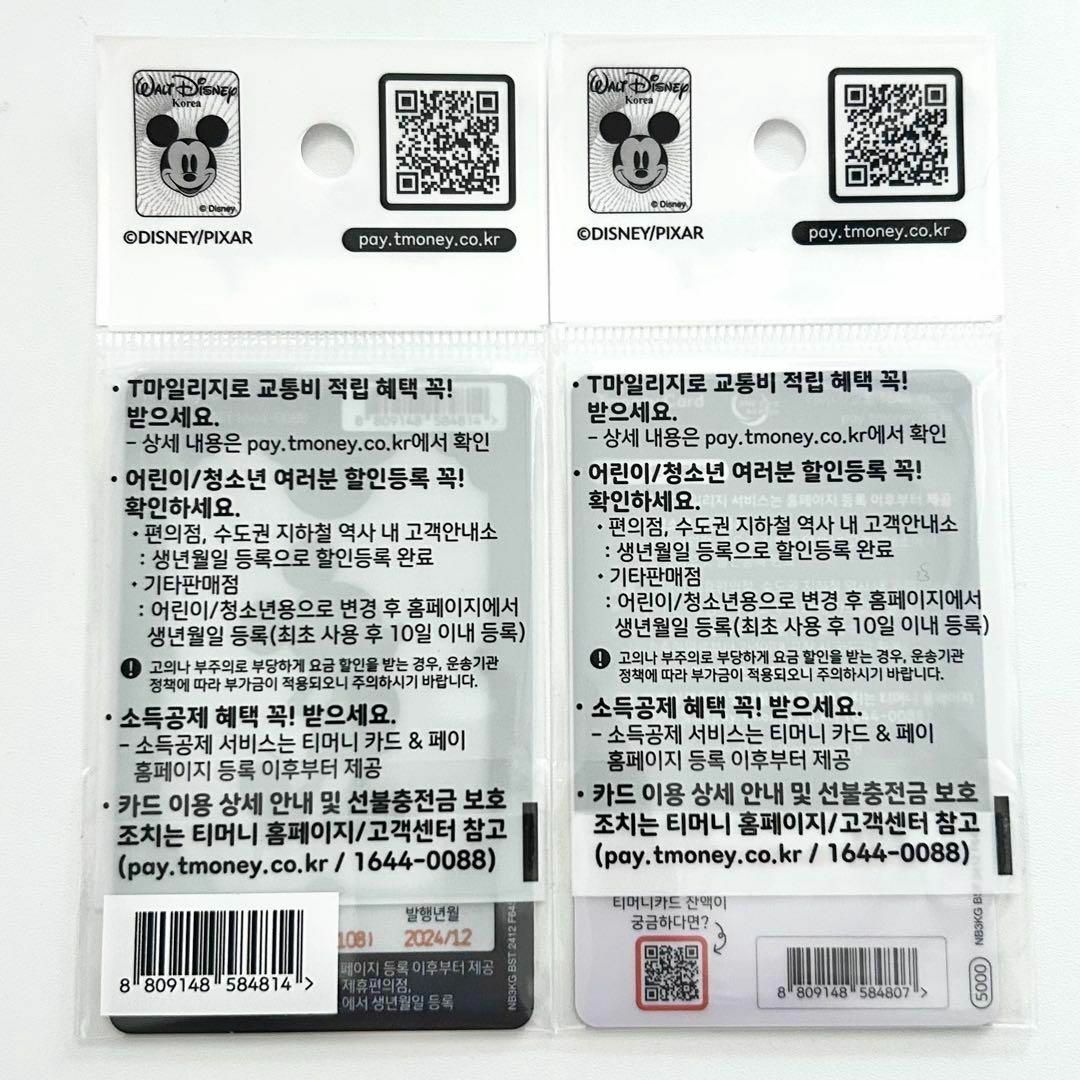 WALT DISNEY
Korea
© Disney
©DISNEY/PIXAR
pay.tmoney.co.kr
• T마일리지로 교통비 적립 혜택 꼭!
받으세요.
– 상세 내용은 pay.tmoney.co.kr에서 확인
• 어린이/청소년 여러분 할인등록 꼭!
확인하세요.
• 편의점, 수도권 지하철 역사 내 고객안내소
: 생년월일 등록으로 할인등록 완료
• 기타판매점
: 어린이/청소년용으로 변경 후 홈페이지에서
생년월일 등록(최초 사용 후 10일 이내 등록)
! 고의나 부주의로 부당하게 요금 할인을 받는 경우, 운송기관
정책에 따라 부가금이 적용되오니 주의하시기 바랍니다.
• 소득공제 혜택 꼭! 받으세요.
– 소득공제 서비스는 티머니 카드 & 페이
홈페이지 등록 이후부터 제공
• 카드 이용 상세 안내 및 선불충전금 보호
조치는 티머니 홈페이지/고객센터 참고
(pay.tmoney.co.kr / 1644-0088)
8 809148 584814 >
발행년월
2024/12
페이지 등록 이후부터 제공
제휴편의점,
에서 생년월일 등록
NB3KG BST 2412
WALT DISNEY
Korea
© Disney
©DISNEY/PIXAR
pay.tmoney.co.kr
• T마일리지로 교통비 적립 혜택 꼭!
받으세요.
– 상세 내용은 pay.tmoney.co.kr에서 확인
• 어린이/청소년 여러분 할인등록 꼭!
확인하세요.
• 편의점, 수도권 지하철 역사 내 고객안내소
: 생년월일 등록으로 할인등록 완료
• 기타판매점
: 어린이/청소년용으로 변경 후 홈페이지에서
생년월일 등록(최초 사용 후 10일 이내 등록)
! 고의나 부주의로 부당하게 요금 할인을 받는 경우, 운송기관
정책에 따라 부가금이 적용되오니 주의하시기 바랍니다.
• 소득공제 혜택 꼭! 받으세요.
– 소득공제 서비스는 티머니 카드 & 페이
홈페이지 등록 이후부터 제공
• 카드 이용 상세 안내 및 선불충전금 보호
조치는 티머니 홈페이지/고객센터 참고
(pay.tmoney.co.kr / 1644-0088)
티머니카드 잔액이
궁금하다면?
8 809148 584807 >
5000
NB3KG